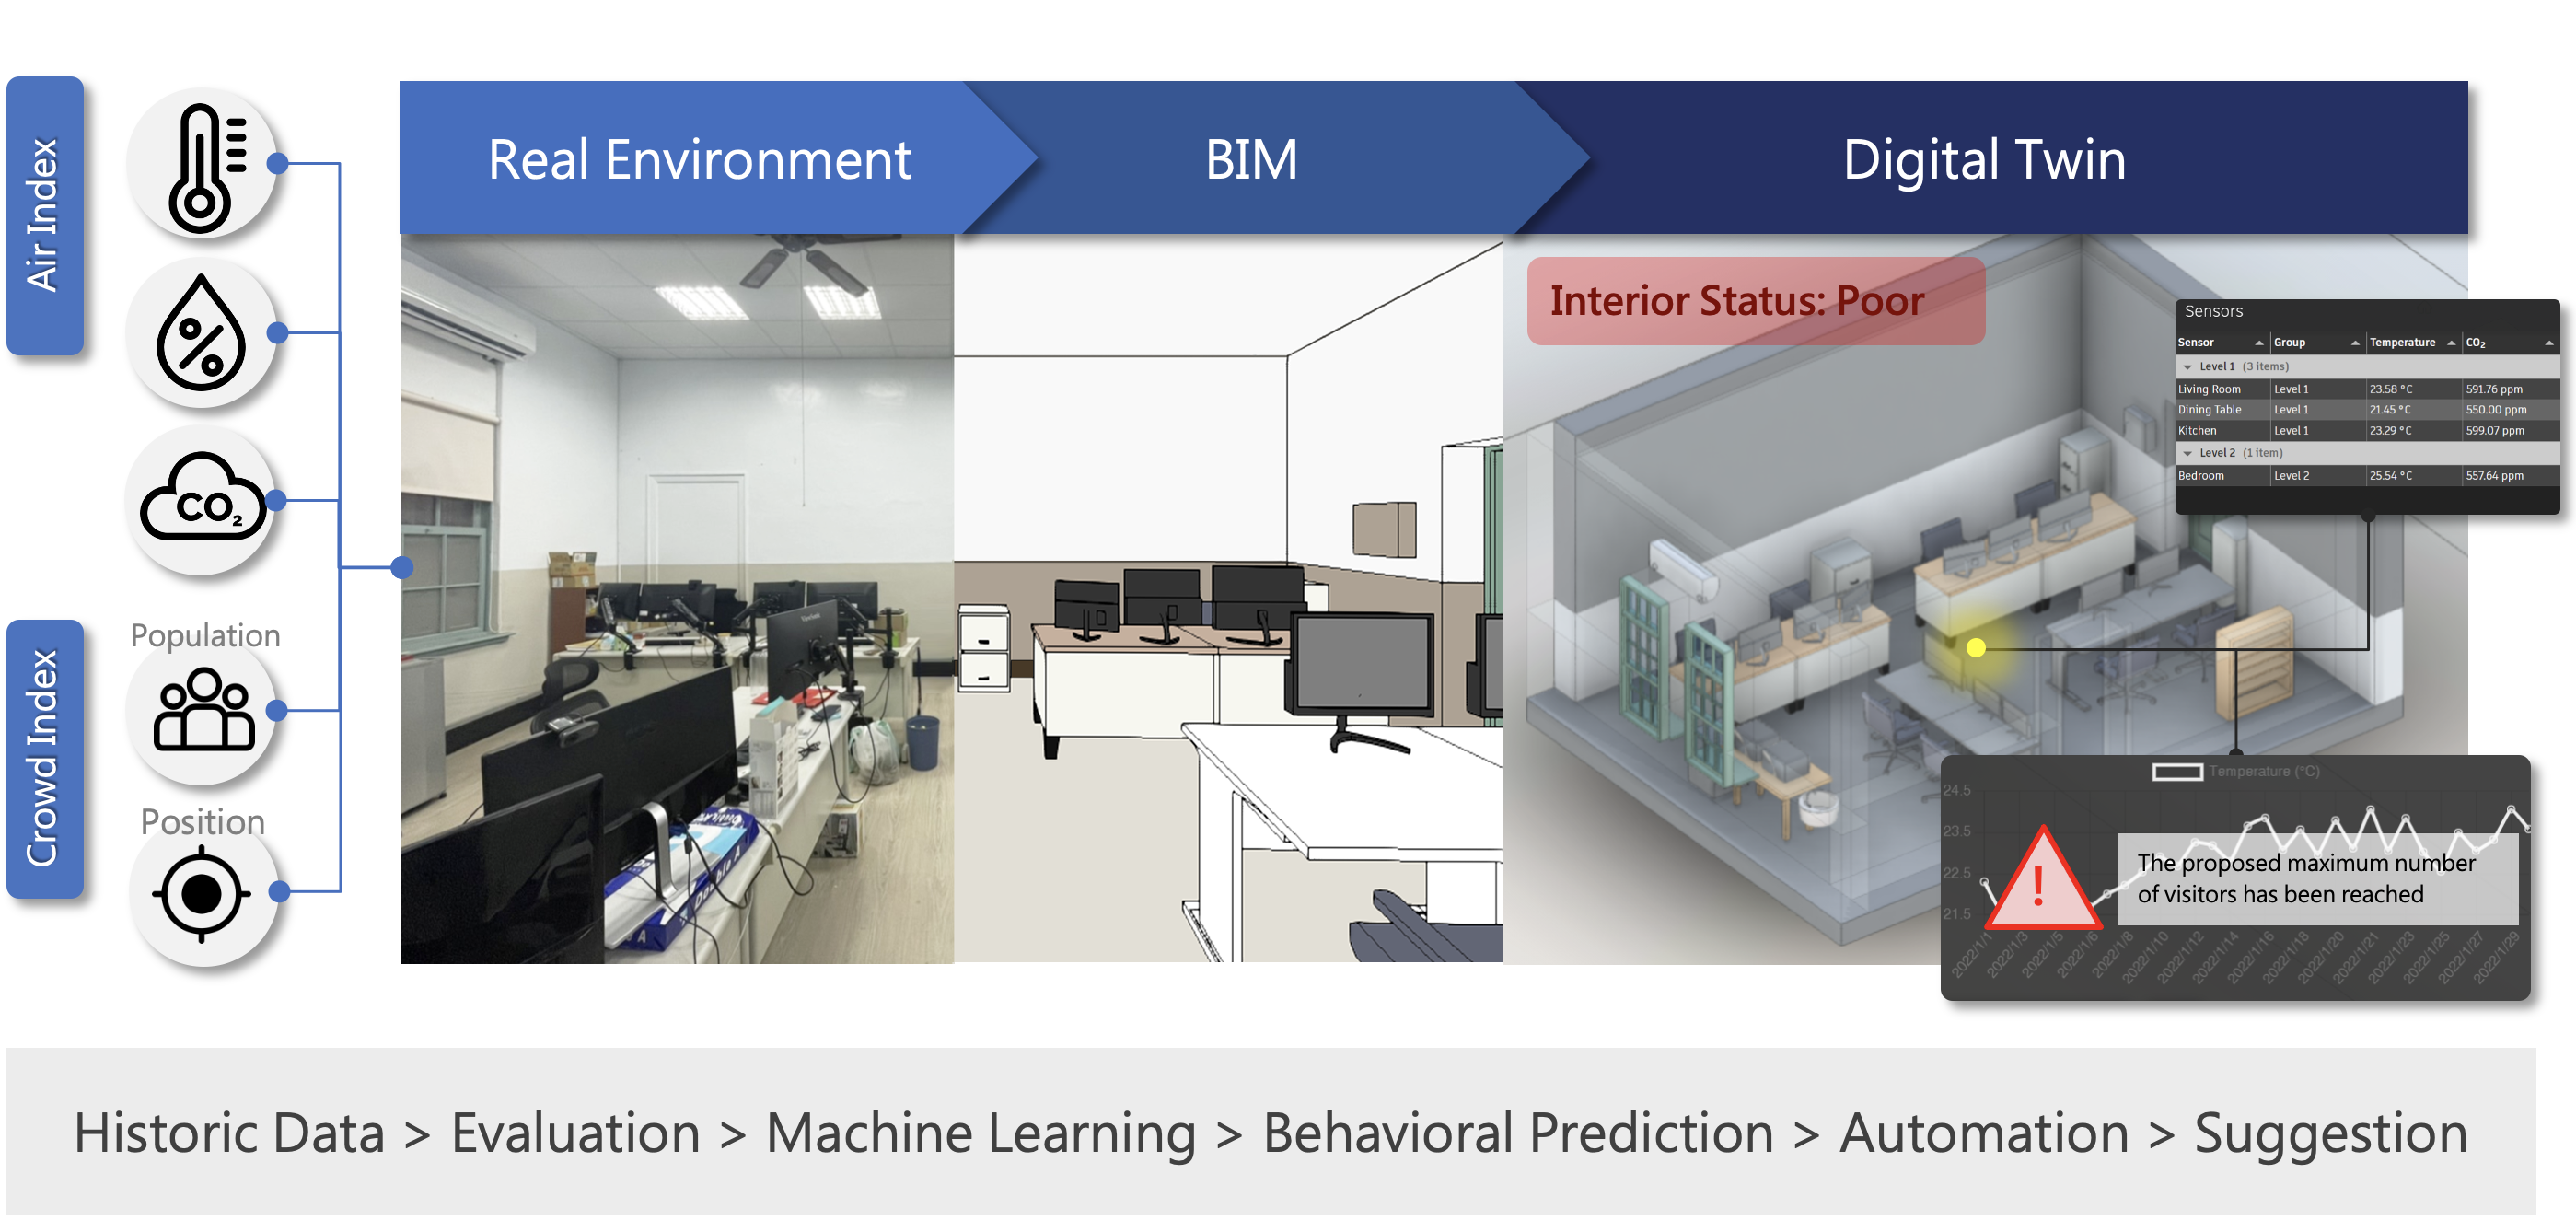 Air Index
CO₂
Crowd Index
Population
Position
Real Environment
BIM
Digital Twin
Interior Status: Poor
Sensors
Sensor Group Temperature CO₂
Level 1 (3 items)
Living Room Level 1 23.58 °C 591.76 ppm
Dining Table Level 1 21.45 °C 550.00 ppm
Kitchen Level 1 23.29 °C 599.07 ppm
Level 2 (1 item)
Bedroom Level 2 25.54 °C 557.64 ppm
Temperature (°C)
24.5
23.5
22.5
21.5
!
The proposed maximum number
of visitors has been reached
2022/1/1 2022/1/3 2022/1/5 2022/1/6 2022/1/8 2022/1/10 2022/1/12 2022/1/14 2022/1/16 2022/1/18 2022/1/20 2022/1/21 2022/1/23 2022/1/25 2022/1/27 2022/1/29
Historic Data > Evaluation > Machine Learning > Behavioral Prediction > Automation > Suggestion